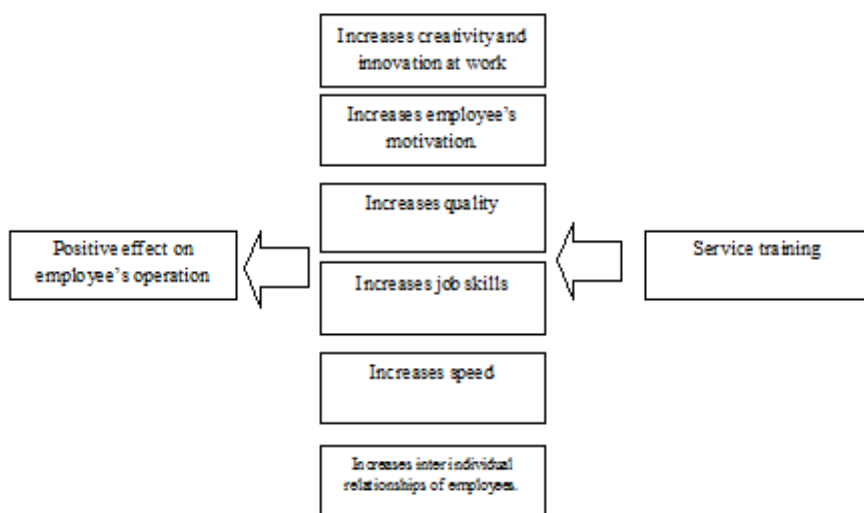 Increases creativity and
innovation at work
Increases employee's
motivation.
Increases quality
Positive effect on
employee's operation
Service training
Increases job skills
Increases speed
Increases inter individual
relationships of employees.